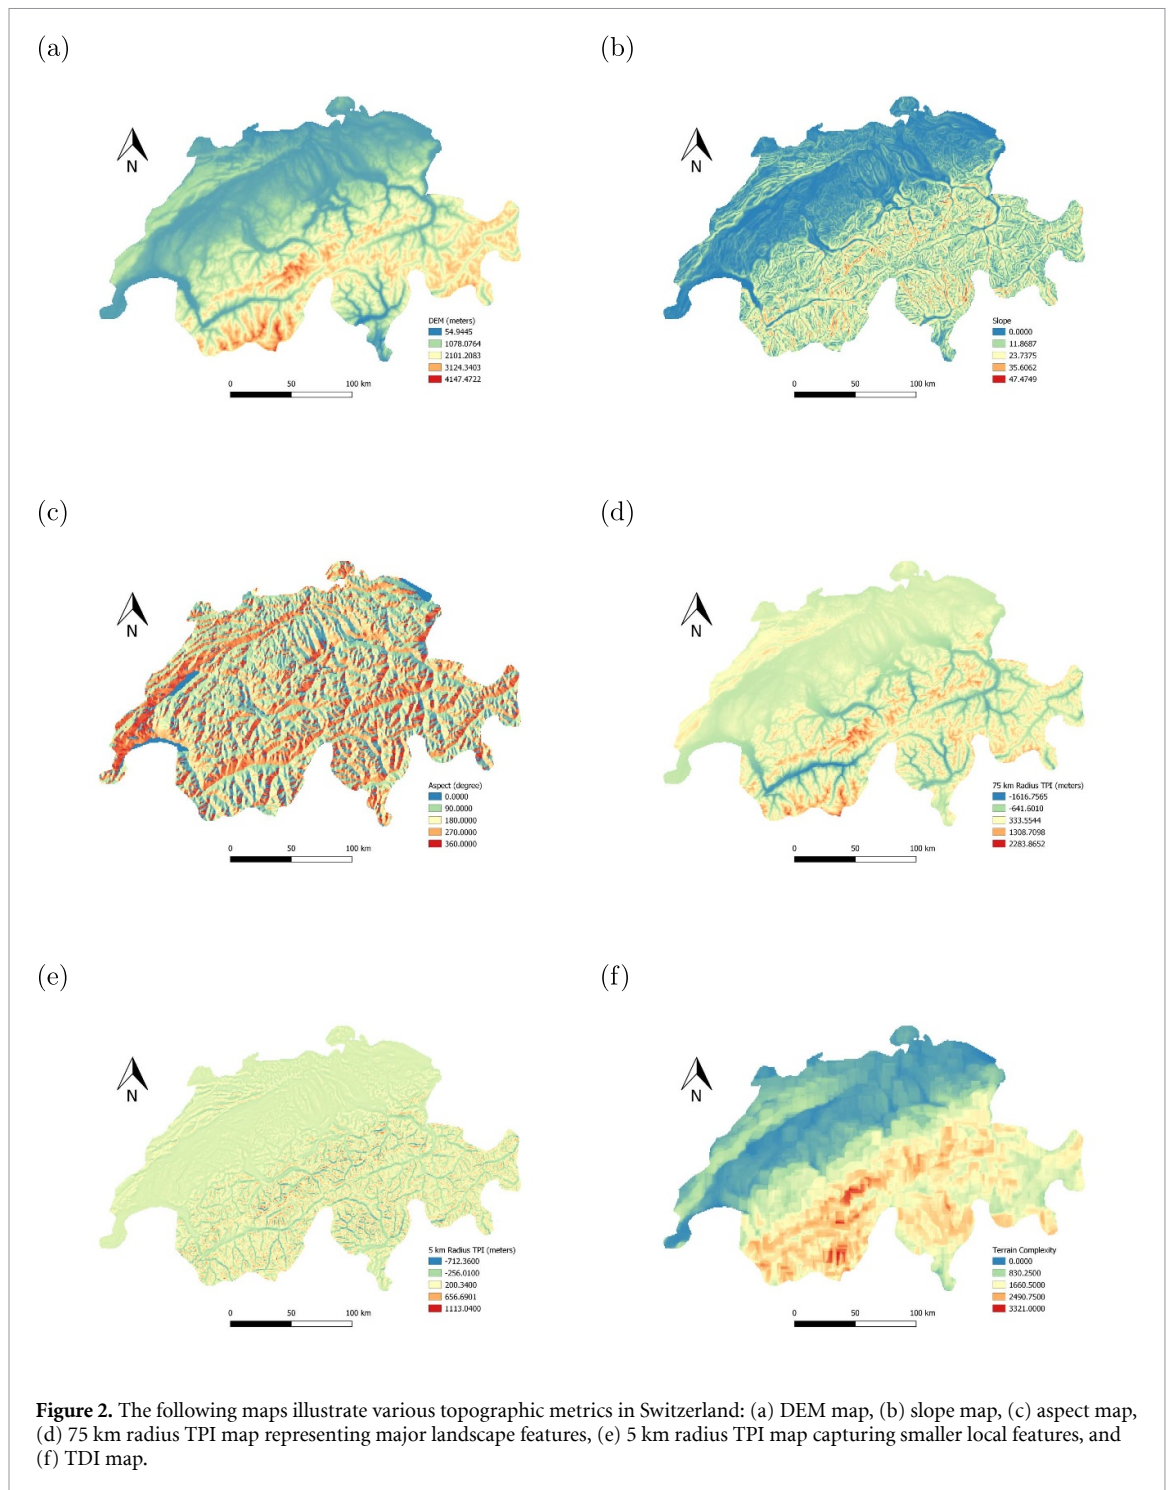 (a)
(b)
N
DEM (meters)
54.9445
1078.0764
2101.2083
3124.3403
4147.4722
0 50 100 km
N
Slope
0.0000
11.8687
23.7375
35.6062
47.4749
0 50 100 km
(c)
(d)
N
Aspect (degree)
0.0000
90.0000
180.0000
270.0000
360.0000
0 50 100 km
N
75 km Radius TPI (meters)
-1616.7565
-641.6010
333.5544
1308.7098
2283.8652
0 50 100 km
(e)
(f)
N
5 km Radius TPI (meters)
-712.3600
-256.0100
200.3400
656.6901
1113.0400
0 50 100 km
N
Terrain Complexity
0.0000
830.2500
1660.5000
2490.7500
3321.0000
0 50 100 km
Figure 2. The following maps illustrate various topographic metrics in Switzerland: (a) DEM map, (b) slope map, (c) aspect map,
(d) 75 km radius TPI map representing major landscape features, (e) 5 km radius TPI map capturing smaller local features, and
(f) TDI map.